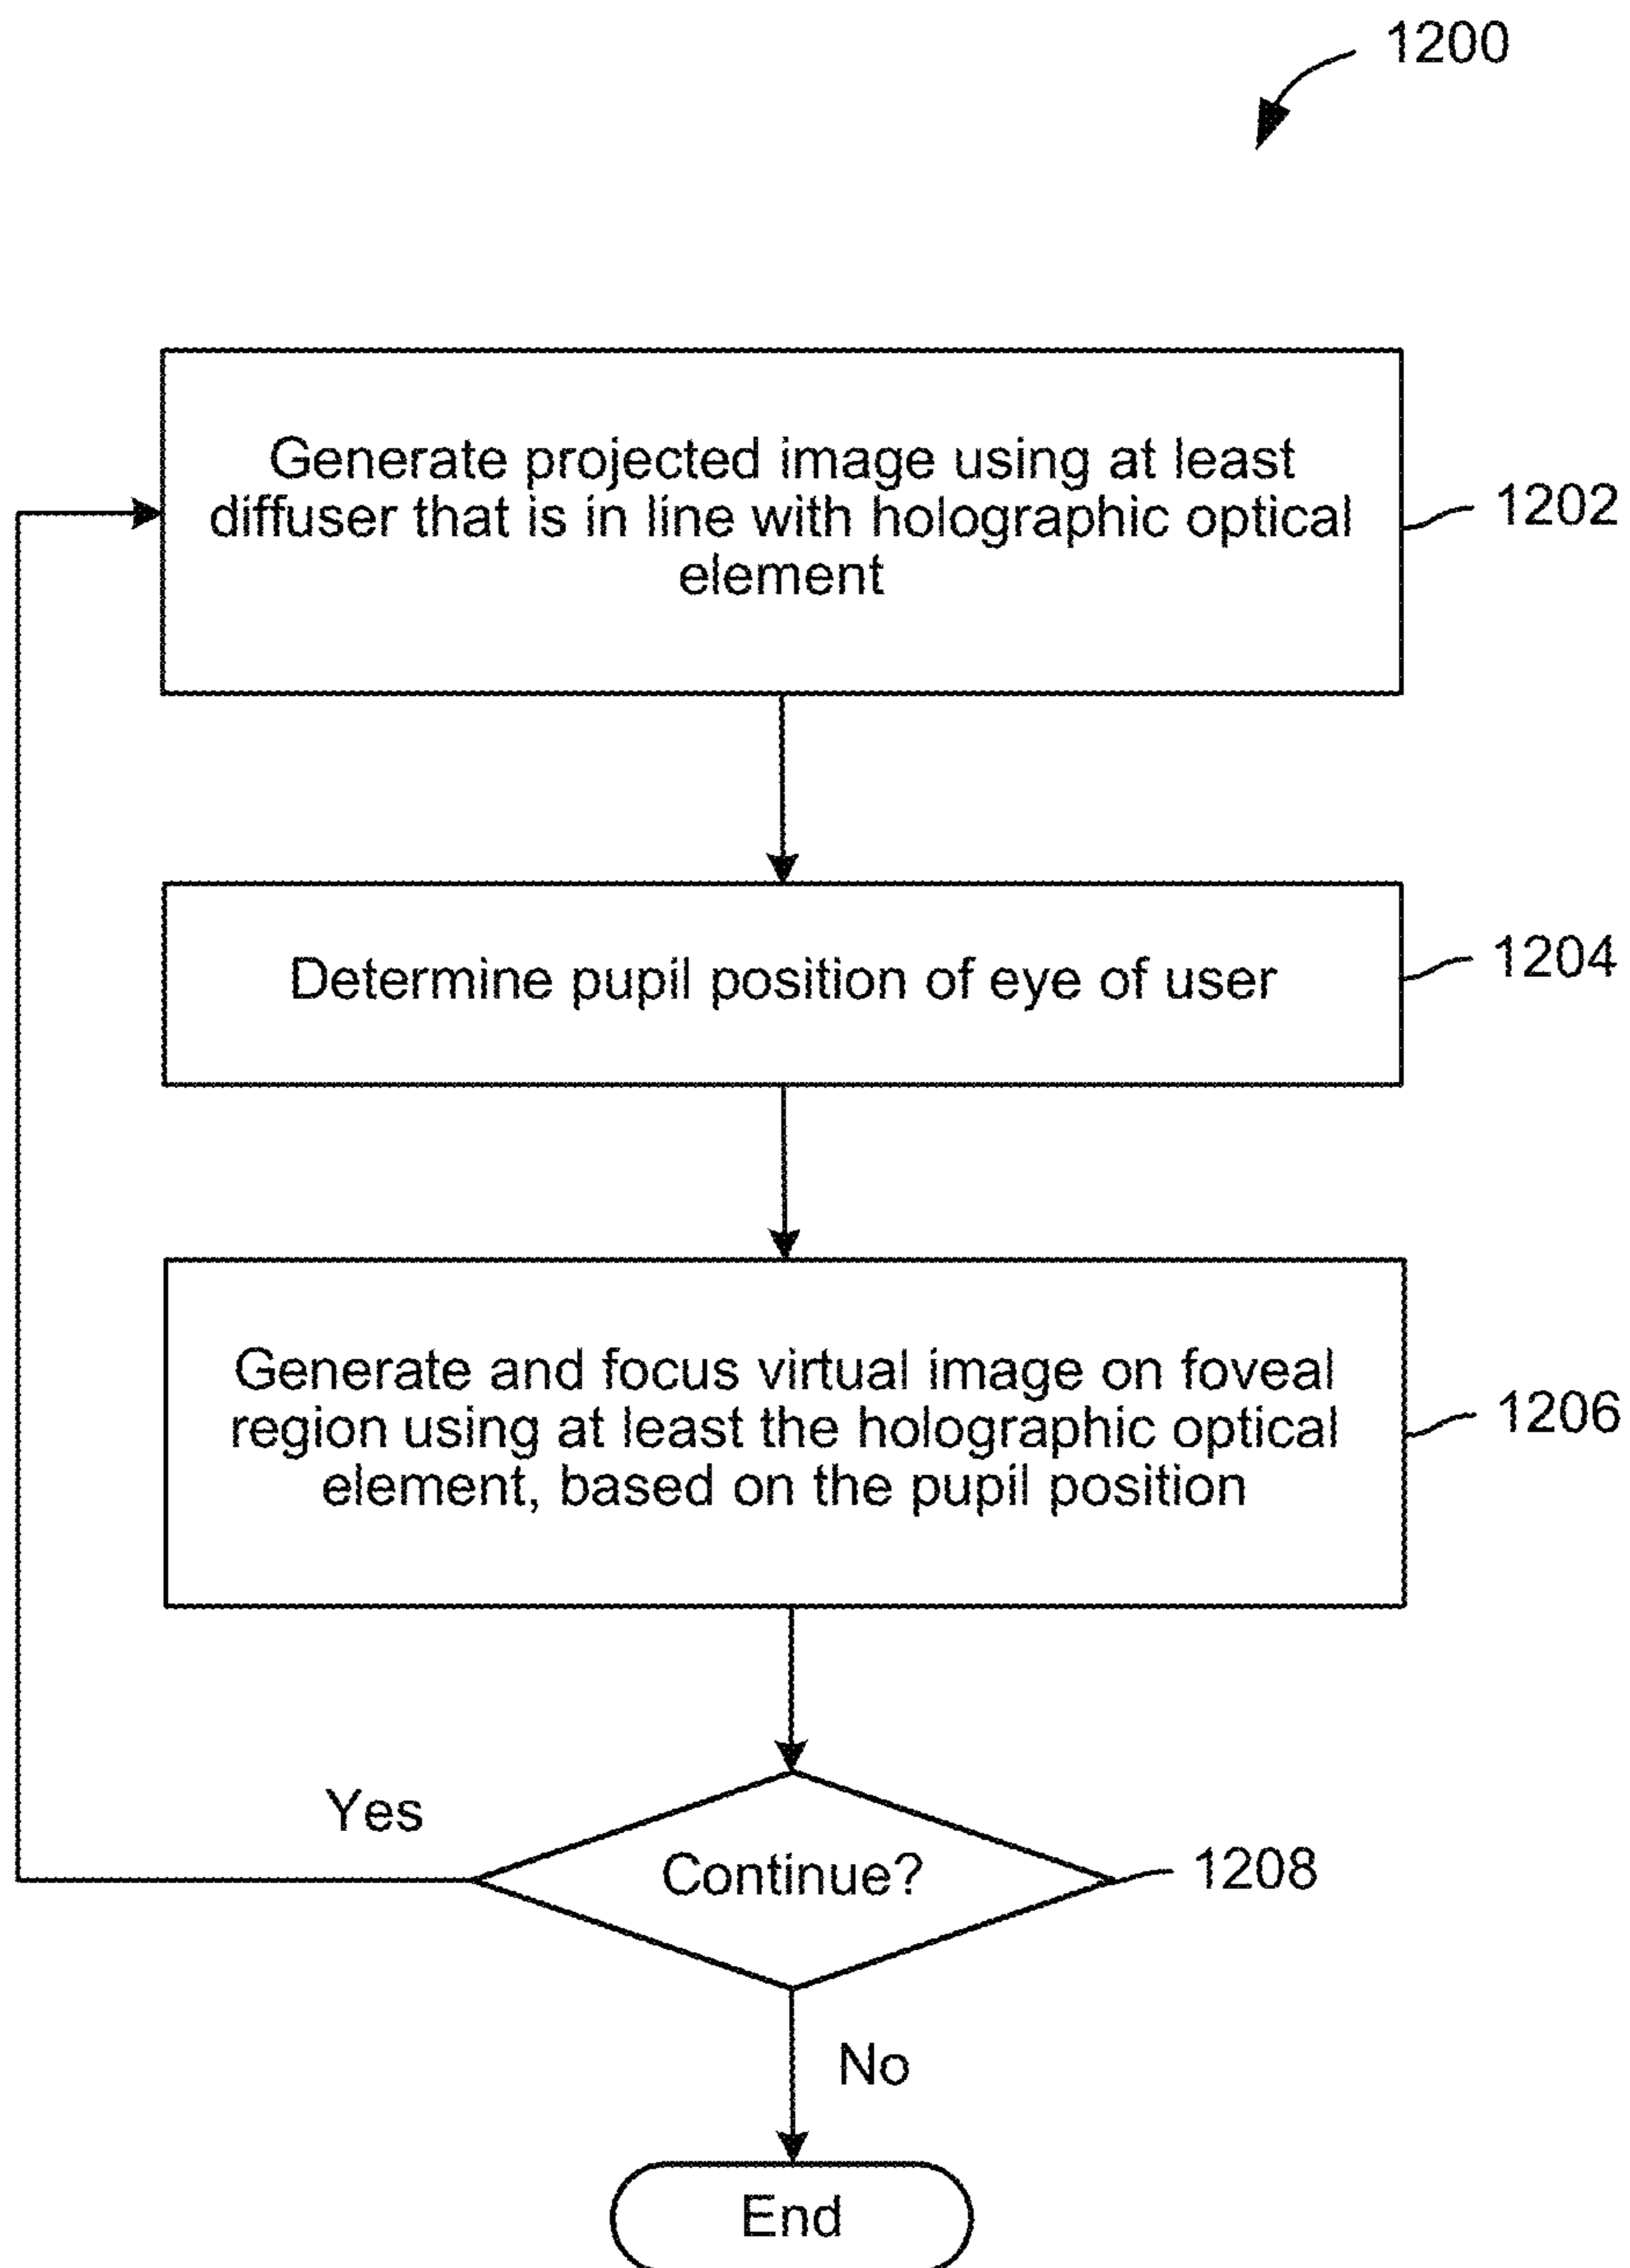 1200
Generate projected image using at least
diffuser that is in line with holographic optical
element
1202
Determine pupil position of eye of user
1204
Generate and focus virtual image on foveal
region using at least the holographic optical
element, based on the pupil position
1206
Yes
Continue?
1208
No
End